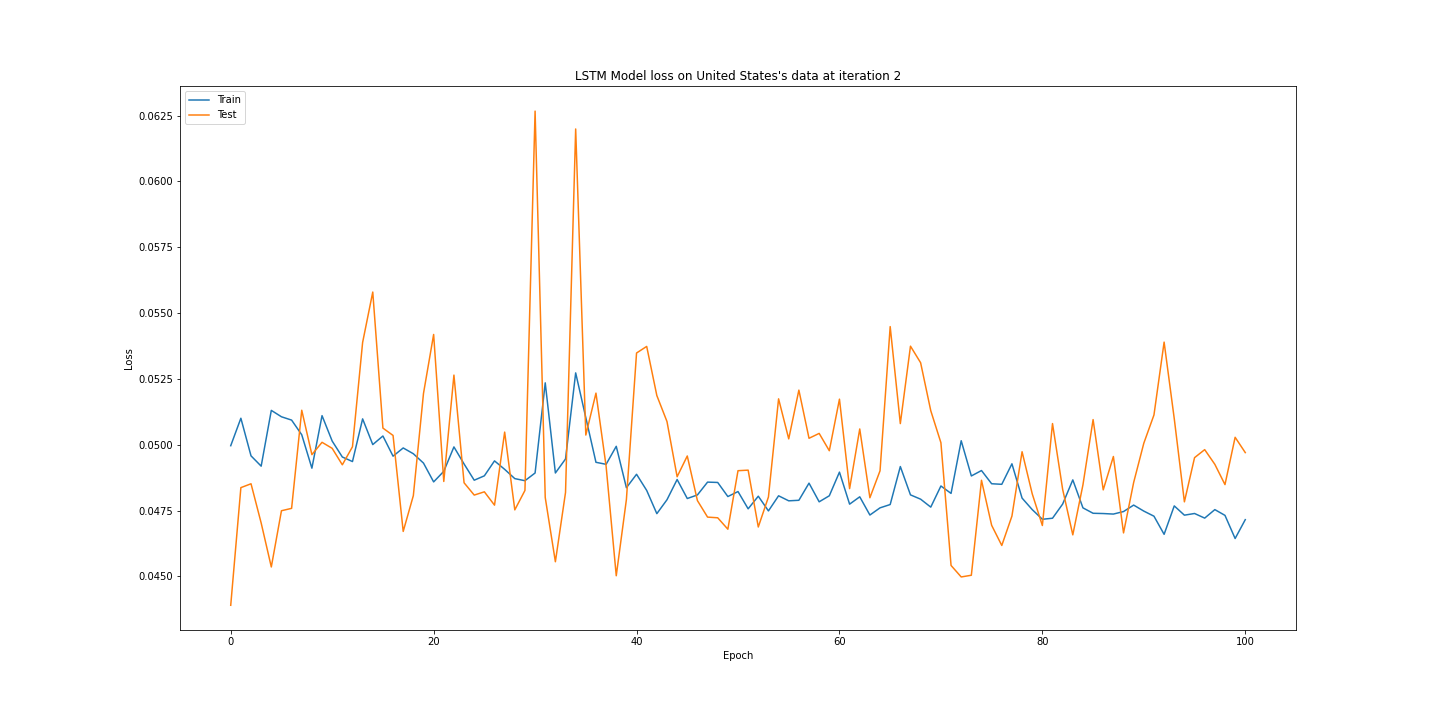 LSTM Model loss on United States's data at iteration 2
Train
Test
0.0625
0.0600
0.0575
0.0550
0.0525
0.0500
0.0475
0.0450
Loss
0 20 40 60 80 100
Epoch